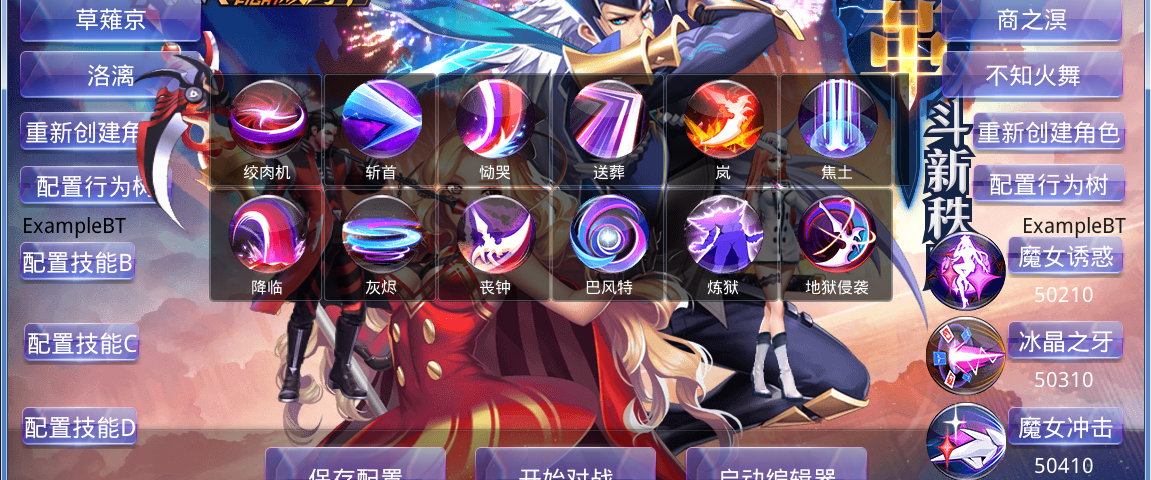 草薙京
商之溟
洛漓
不知火舞
重新创建角
重新创建角色
斗新秩
绞肉机
斩首
恸哭
送葬
岚
焦土
配置行为树
配置行为树
ExampleBT
ExampleBT
配置技能B
魔女诱惑
50210
降临
灰烬
丧钟
巴风特
炼狱
地狱侵袭
配置技能C
冰晶之牙
50310
配置技能D
魔女冲击
50410
保存配置
开始对战
启动编辑器